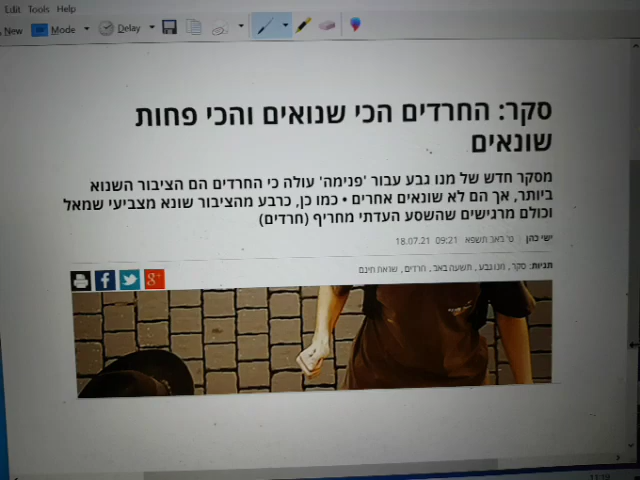 Edit Tools Help
New Mode Delay
סקר: החרדים הכי שנואים והכי פחות
שונאים
מסקר חדש של מנו גבע עבור 'פנימה' עולה כי החרדים הם הציבור השנוא
ביותר, אך הם לא שונאים אחרים • כמו כן, כרבע מהציבור שונא מצביעי שמאל
וכולם מרגישים שהשסע העדתי מחריף (חרדים)
ישי כהן | ט' באב תשפא 09:21 18.07.21
תגיות: סקר, מנו גבע, תשעה באב, חרדים, שנאת חינם
g+